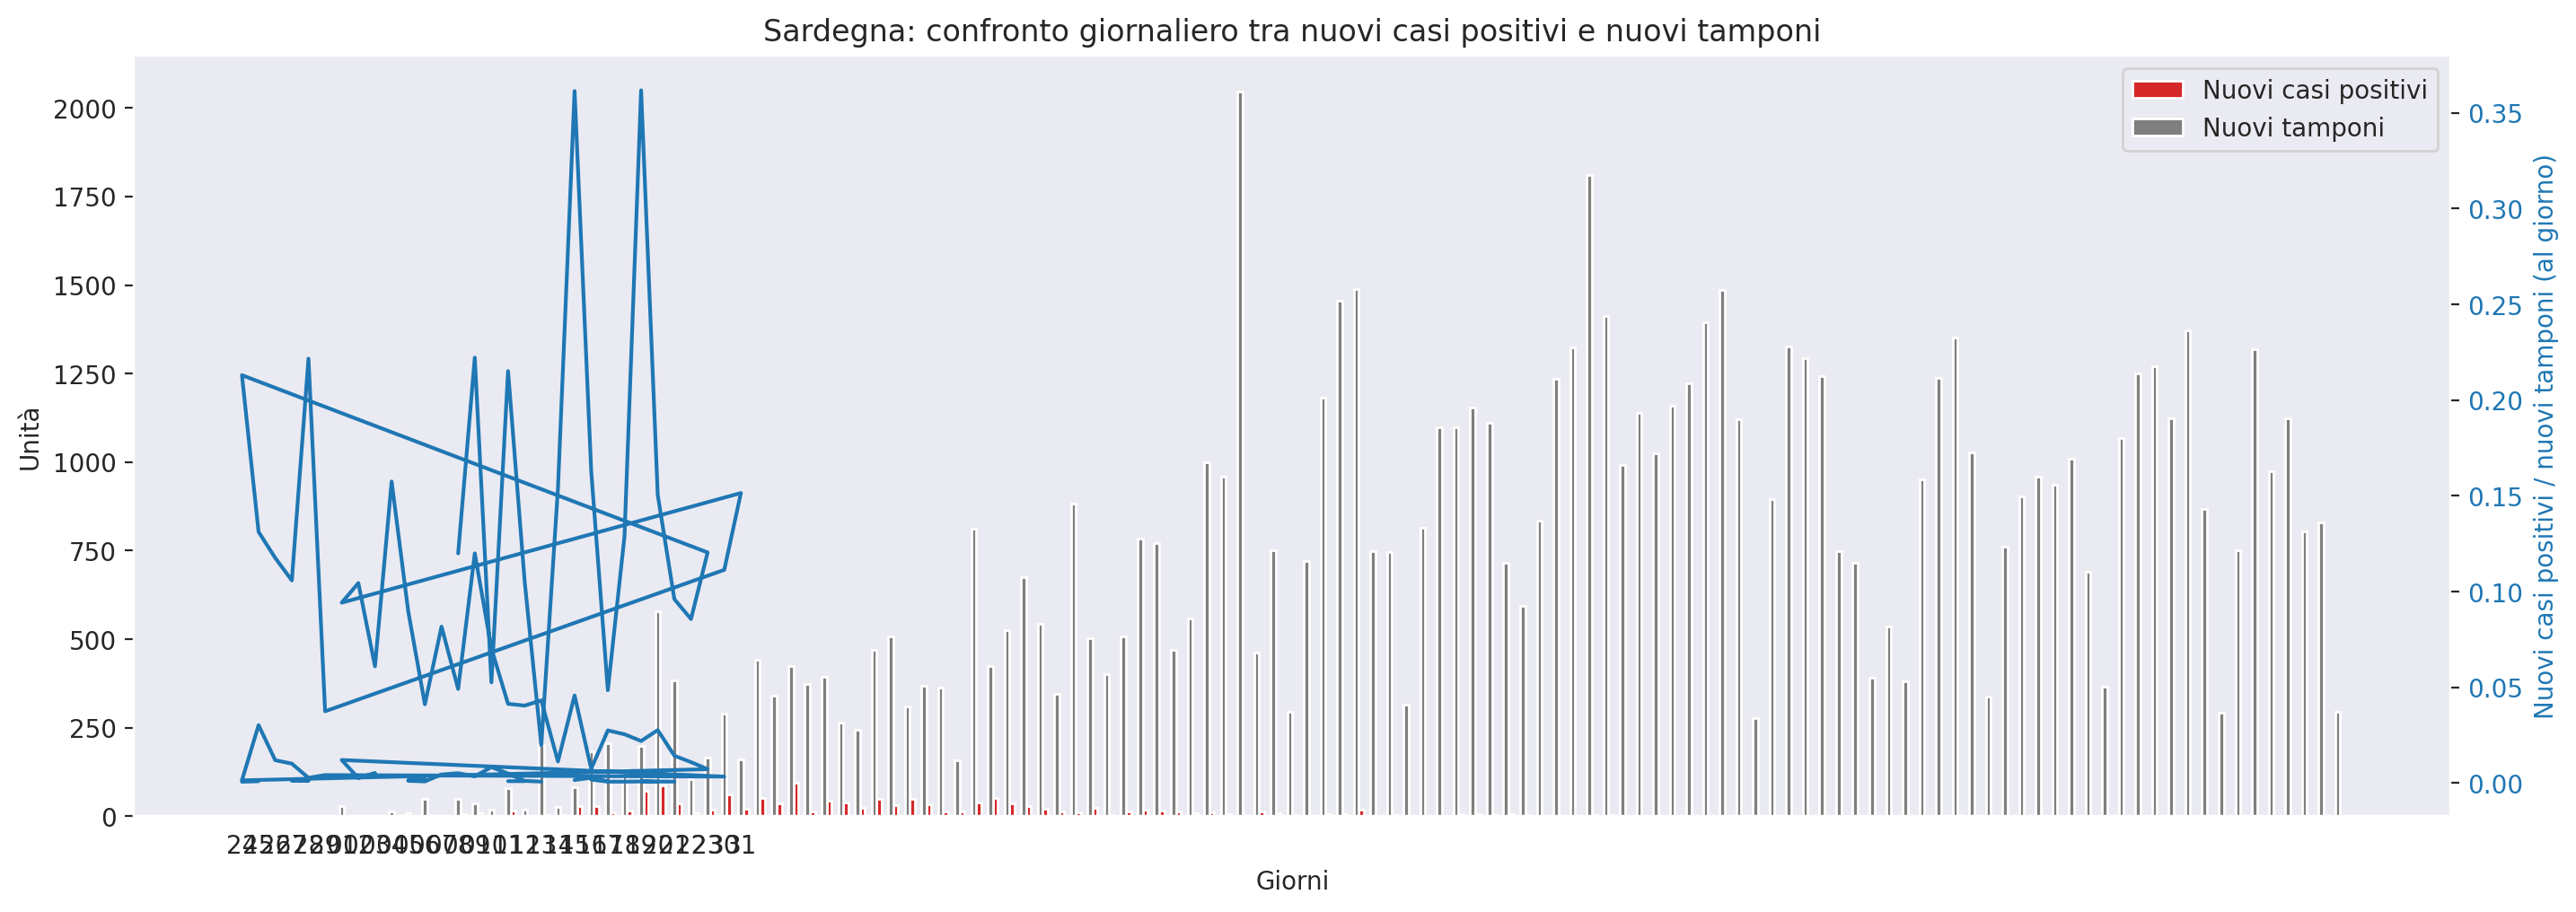 Sardegna: confronto giornaliero tra nuovi casi positivi e nuovi tamponi
Nuovi casi positivi
Nuovi tamponi
2000
1750
1500
1250
1000
750
500
250
0
Unità
0.35
0.30
0.25
0.20
0.15
0.10
0.05
0.00
Nuovi casi positivi / nuovi tamponi (al giorno)
Giorni